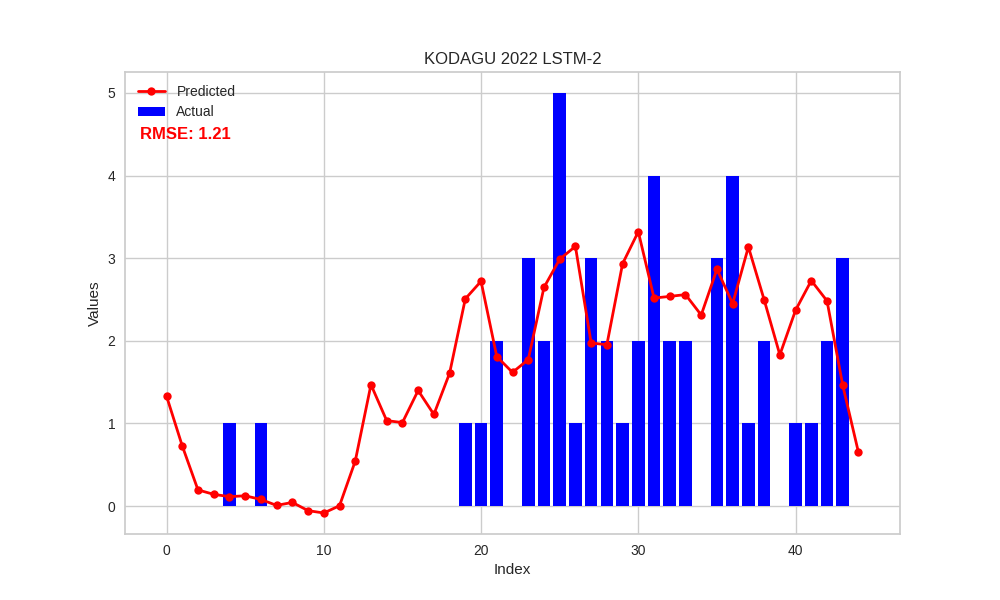 KODAGU 2022 LSTM-2
Predicted
Actual
RMSE: 1.21
Values
5
4
3
2
1
0
0 10 20 30 40
Index